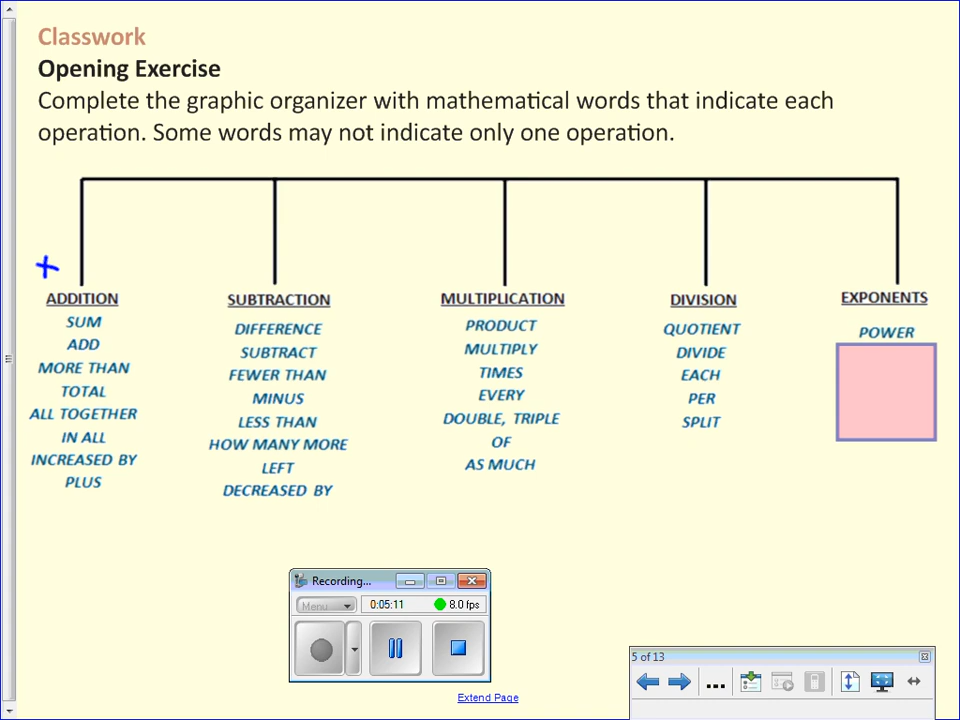 Classwork
Opening Exercise
Complete the graphic organizer with mathematical words that indicate each
operation. Some words may not indicate only one operation.
+
ADDITION
SUM
ADD
MORE THAN
TOTAL
ALL TOGETHER
IN ALL
INCREASED BY
PLUS
SUBTRACTION
DIFFERENCE
SUBTRACT
FEWER THAN
MINUS
LESS THAN
HOW MANY MORE
LEFT
DECREASED BY
MULTIPLICATION
PRODUCT
MULTIPLY
TIMES
EVERY
DOUBLE, TRIPLE
OF
AS MUCH
DIVISION
QUOTIENT
DIVIDE
EACH
PER
SPLIT
EXPONENTS
POWER
Recording...
Menu
0:05:11
8.0 fps
5 of 13
Extend Page